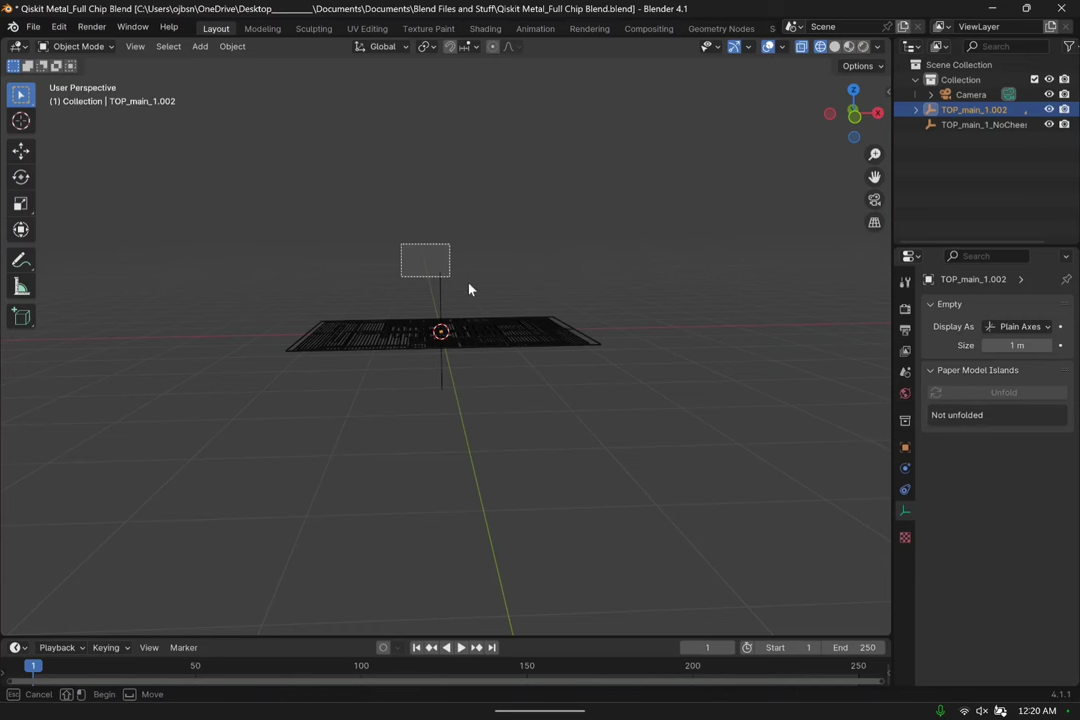 * Qiskit Metal_Full Chip Blend [C:\Users\ojbsn\OneDrive\Desktop_________\Documents\Documents\Blend Files and Stuff\Qiskit Metal_Full Chip Blend.blend] - Blender 4.1
File Edit Render Window Help Layout Modeling Sculpting UV Editing Texture Paint Shading Animation Rendering Compositing Geometry Nodes S Scene ViewLayer
Object Mode View Select Add Object Global Search
Options
User Perspective
(1) Collection | TOP_main_1.002
Z
X
Scene Collection
Collection
Camera
TOP_main_1.002
TOP_main_1_NoChees
Search
TOP_main_1.002
Empty
Display As Plain Axes
Size 1 m
Paper Model Islands
Unfold
Not unfolded
Playback Keying View Marker 1 Start 1 End 250
1 50 100 150 200 250
Esc Cancel Begin Move 4.1.1
12:20 AM